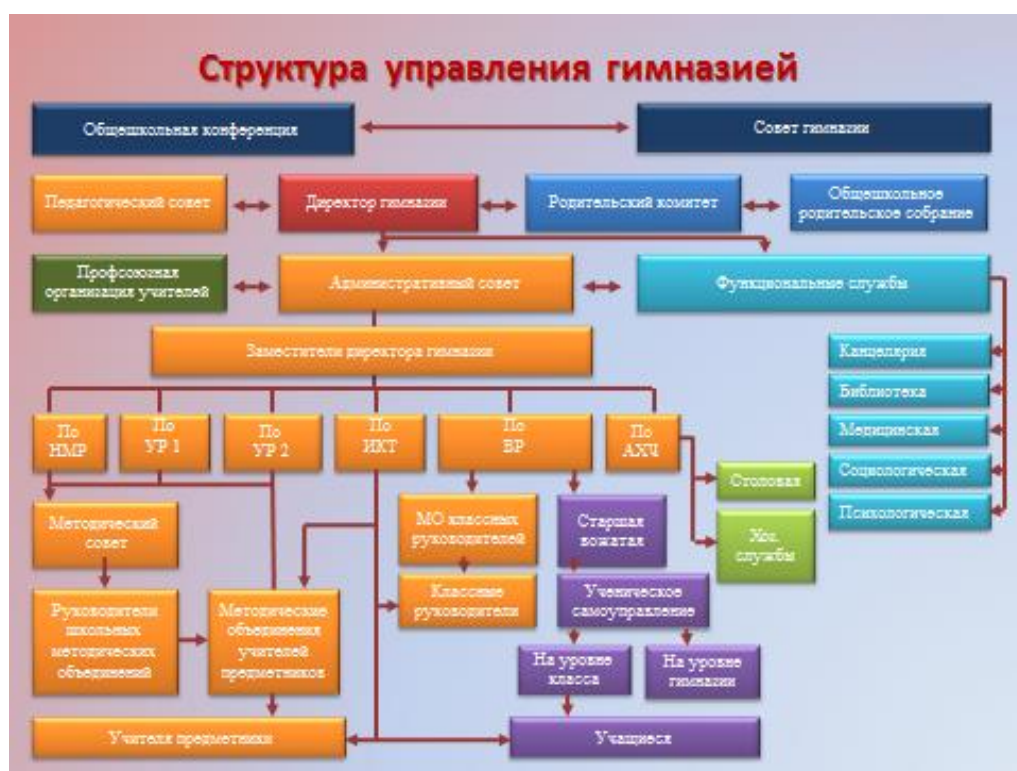 Структура управления гимназией
Общешкольная конференция
Совет гимназии
Педагогический совет
Директор гимназии
Родительский комитет
Общешкольное
родительское собрание
Профсоюзная
организация учителей
Административный совет
Функциональные службы
Заместители директора гимназии
Канцелярия
Библиотека
Медицинская
Социологическая
Психологическая
По
НМР
По
УР 1
По
УР 2
По
ИКТ
По
ВР
По
АХЧ
Столовая
Хоз.
службы
Методический
совет
МО классных
руководителей
Старшая
вожатая
Руководители
школьных
методических
объединений
Методические
объединения
учителей
предметников
Классные
руководители
Ученическое
самоуправление
На уровне
класса
На уровне
гимназии
Учителя предметники
Учащиеся